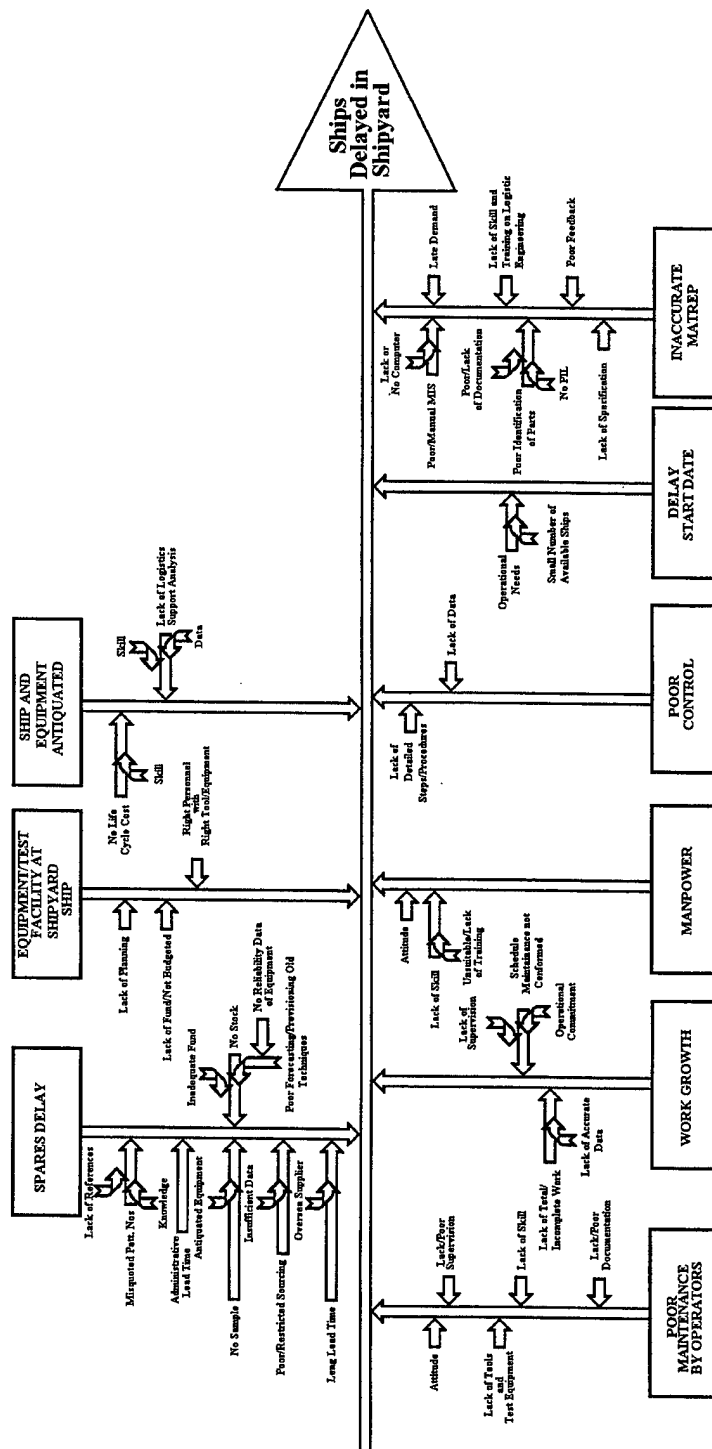 SPARES DELAY
Lack of References
Misquoted Patt. Nos
Knowledge
Administrative
Lead Time
Antiquated Equipment
No Sample
Insufficient Data
Poor/Restricted Sourcing
Oversea Supplier
Long Lead Time
Inadequate Fund
No Stock
No Reliability Data
of Equipment
Poor Forecasting/Provisioning Old
Techniques
EQUIPMENT/TEST
FACILITY AT
SHIPYARD
SHIP
Lack of Planning
Lack of Fund/Not Budgeted
Right Personnel
with
Right Tool/Equipment
SHIP AND
EQUIPMENT
ANTIQUATED
No Life
Cycle Cost
Skill
Skill
Lack of Logistics
Support Analysis
Data
Ships
Delayed in
Shipyard
POOR
MAINTENANCE
BY OPERATORS
Attitude
Lack/Poor
Supervision
Lack of Tools
and
Test Equipment
Lack of Skill
Lack/Poor
Documentation
WORK GROWTH
Lack of Total/
Incomplete Work
Lack of Accurate
Data
Lack of
Supervision
Schedule
Maintainance not
Conformed
Operational
Commitment
MANPOWER
Attitude
Lack of Skill
Unsuitable/Lack
of Training
POOR
CONTROL
Lack of
Detailed
Steps/Procedures
Lack of Data
DELAY
START DATE
Operational
Needs
Small Number of
Available Ships
INACCURATE
MATREP
Lack or
No Computer
Poor/Manual MIS
Late Demand
Poor/Lack
of Documentation
Poor Identification
of Parts
No PIL
Lack of Skill and
Training on Logistic
Engineering
Poor Feedback
Lack of Specification